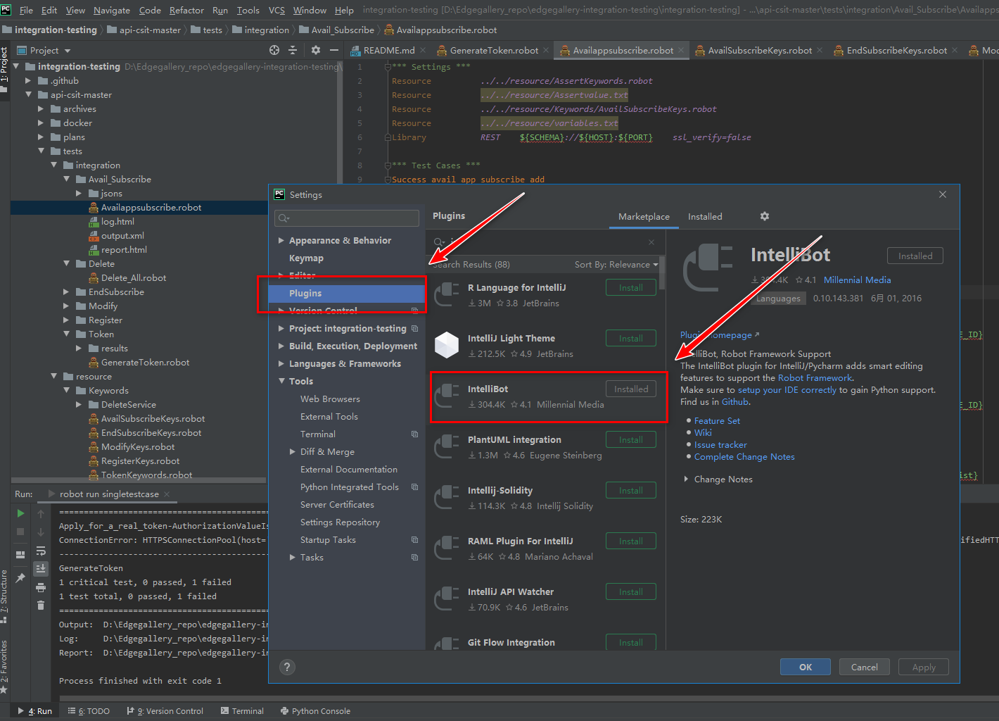 PC File Edit View Navigate Code Refactor Run Tools VCS Window Help integration-testing [D:\Edgegallery_repo\edgegallery-integration-testing\integration-testing] - ...\api-csit-master\tests\integration\Avail_Subscribe\Availappsu
integration-testing api-csit-master tests integration Avail_Subscribe Availappsubscribe.robot
Project
README.md GenerateToken.robot Availappsubscribe.robot AvailSubscribeKeys.robot EndSubscribeKeys.robot Mod
1: Project
integration-testing D:\Edgegallery_repo\edgegallery-integration-testing\
.github
api-csit-master
archives
docker
plans
tests
integration
Avail_Subscribe
jsons
Availappsubscribe.robot
log.html
output.xml
report.html
Delete
Delete_All.robot
EndSubscribe
Modify
Register
Token
results
GenerateToken.robot
resource
Keywords
DeleteService
AvailSubscribeKeys.robot
EndSubscribeKeys.robot
ModifyKeys.robot
RegisterKeys.robot
TokenKeywords.robot
1 *** Settings ***
2 Resource ../../resource/AssertKeywords.robot
3 Resource ../../resource/Assertvalue.txt
4 Resource ../../resource/Keywords/AvailSubscribeKeys.robot
5 Resource ../../resource/variables.txt
6 Library REST ${SCHEMA}://${HOST}:${PORT} ssl_verify=false
7
8 *** Test Cases ***
9 Success avail app subscribe add
E_ID}
E_ID}
ist}
ifiedHTT
PC Settings
Appearance & Behavior
Keymap
Editor
Plugins
Version Control
Project: integration-testing
Build, Execution, Deployment
Languages & Frameworks
Tools
Web Browsers
External Tools
Terminal
Diff & Merge
External Documentation
Python Integrated Tools
Server Certificates
Settings Repository
Startup Tasks
Tasks
Plugins Marketplace Installed
Search Results (88) Sort By: Relevance
R Language for IntelliJ Install
3M 3.8 JetBrains
IntelliJ Light Theme Install
212.5K 4.9 JetBrains
IntelliBot Installed
304.4K 4.1 Millennial Media
PlantUML integration Install
1.3M 4.6 Eugene Steinberg
Intellij-Solidity Install
114.3K 4.8 Intellij Solidity
RAML Plugin For IntelliJ Install
64K 4.8 Mariano Achaval
IntelliJ API Watcher Install
70.9K 4.6 JetBrains
Git Flow Integration Install
IntelliBot Installed
304.4K 4.1 Millennial Media
Languages 0.10.143.381 6月 01, 2016
Plugin homepage
IntelliBot, Robot Framework Support
The IntelliBot plugin for IntelliJ/Pycharm adds smart editing
features to support the Robot Framework.
Make sure to setup your IDE correctly to gain Python support.
Find us in Github.
Feature Set
Wiki
Issue tracker
Complete Change Notes
Change Notes
Size: 223K
? OK Cancel Apply
Run: robot run singletestcase
Apply_for_a_real_token-AuthorizationValueIs
ConnectionError: HTTPSConnectionPool(host=
GenerateToken
1 critical test, 0 passed, 1 failed
1 test total, 0 passed, 1 failed
Output: D:\Edgegallery_repo\edgegallery-in
Log: D:\Edgegallery_repo\edgegallery-in
Report: D:\Edgegallery_repo\edgegallery-in
Process finished with exit code 1
7: Structure
2: Favorites
4: Run 6: TODO 9: Version Control Terminal Python Console